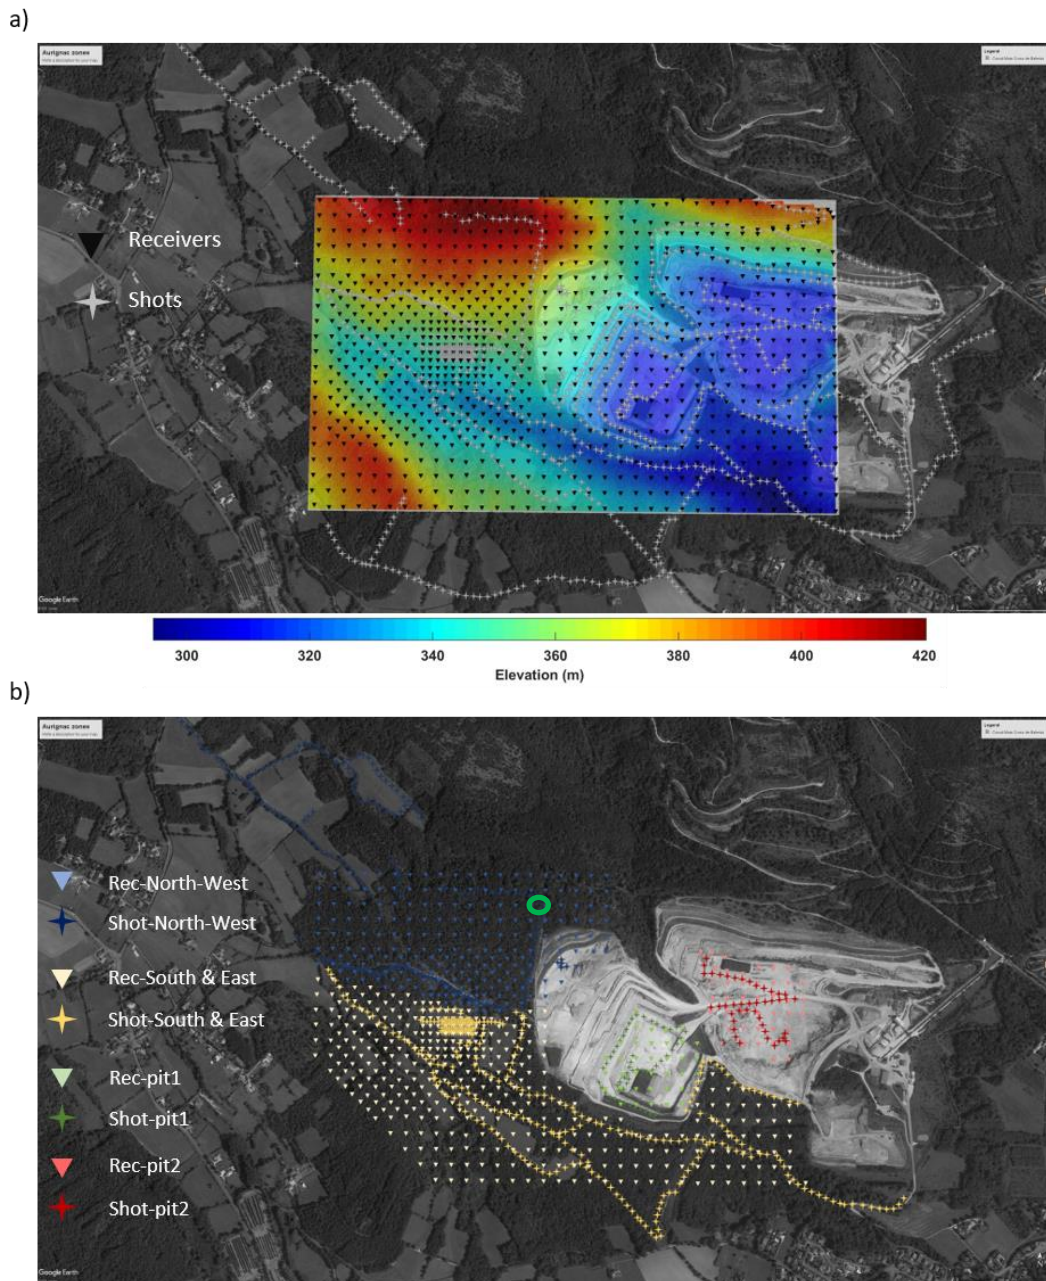 a)
Aurignac zones
Legend
Receivers
Shots
Google Earth
300 320 340 360 380 400 420
Elevation (m)
b)
Aurignac zones
Legend
Rec-North-West
Shot-North-West
Rec-South & East
Shot-South & East
Rec-pit1
Shot-pit1
Rec-pit2
Shot-pit2
Google Earth